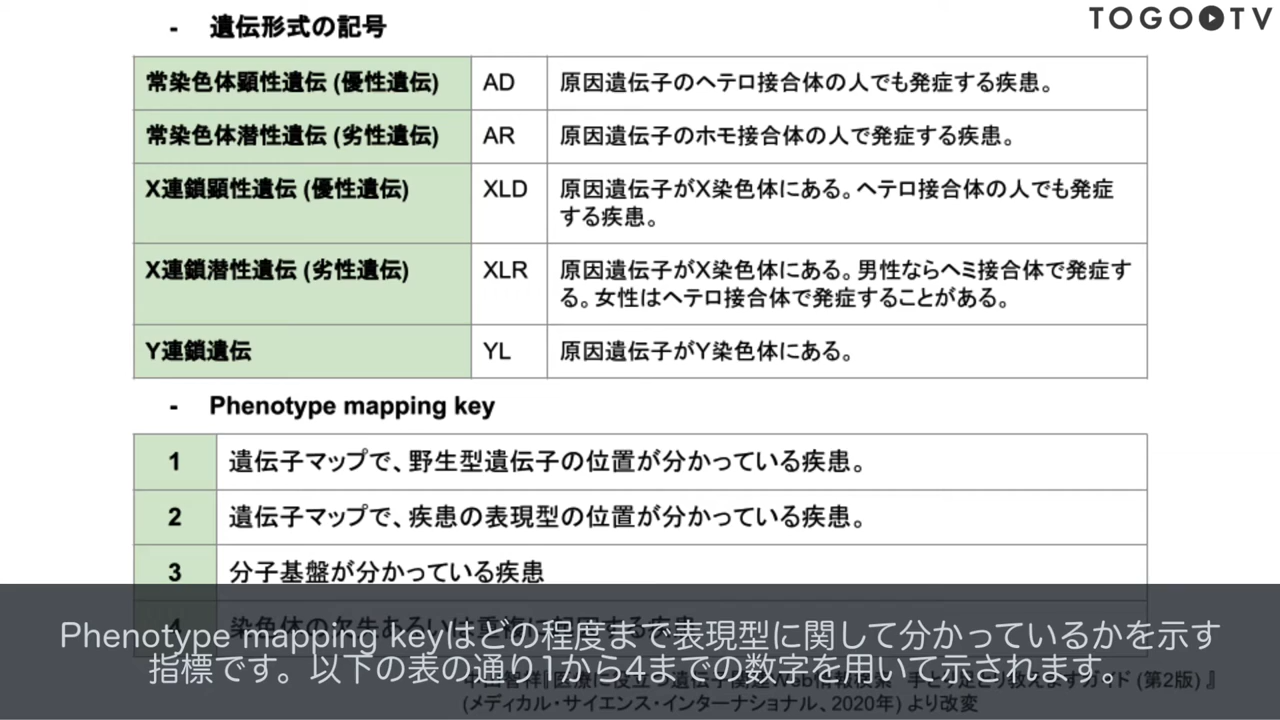 - 遺伝形式の記号
TOGO TV
常染色体顕性遺伝 (優性遺伝) AD 原因遺伝子のヘテロ接合体の人でも発症する疾患。
常染色体潜性遺伝 (劣性遺伝) AR 原因遺伝子のホモ接合体の人で発症する疾患。
X連鎖顕性遺伝 (優性遺伝) XLD 原因遺伝子がX染色体にある。ヘテロ接合体の人でも発症
する疾患。
X連鎖潜性遺伝 (劣性遺伝) XLR 原因遺伝子がX染色体にある。男性ならヘミ接合体で発症す
る。女性はヘテロ接合体で発症することがある。
Y連鎖遺伝 YL 原因遺伝子がY染色体にある。
- Phenotype mapping key
1 遺伝子マップで、野生型遺伝子の位置が分かっている疾患。
2 遺伝子マップで、疾患の表現型の位置が分かっている疾患。
3 分子基盤が分かっている疾患
4 染色体の欠失あるいは重複に
Phenotype mapping keyはどの程度まで表現型に関して分かっているかを示す
指標です。以下の表の通り1から4までの数字を用いて示されます。
ガイド (第2版) 』
(メディカル・サイエンス・インターナショナル、2020年) より改変